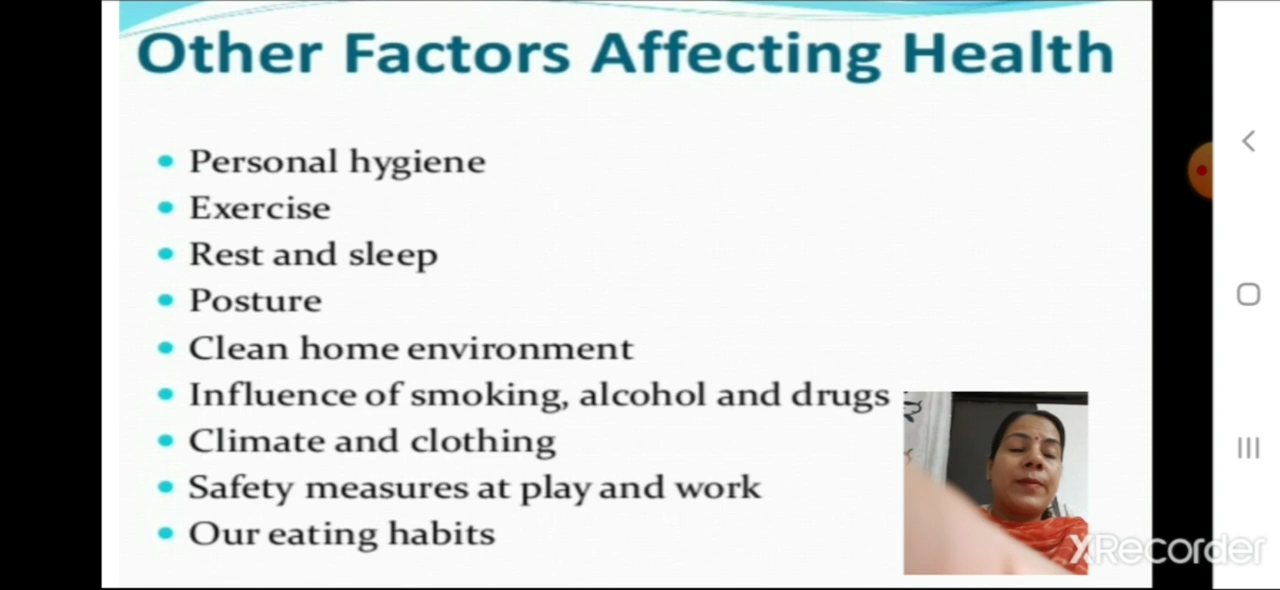 Other Factors Affecting Health
Personal hygiene
Exercise
Rest and sleep
Posture
Clean home environment
Influence of smoking, alcohol and drugs
Climate and clothing
Safety measures at play and work
Our eating habits
XRecorder